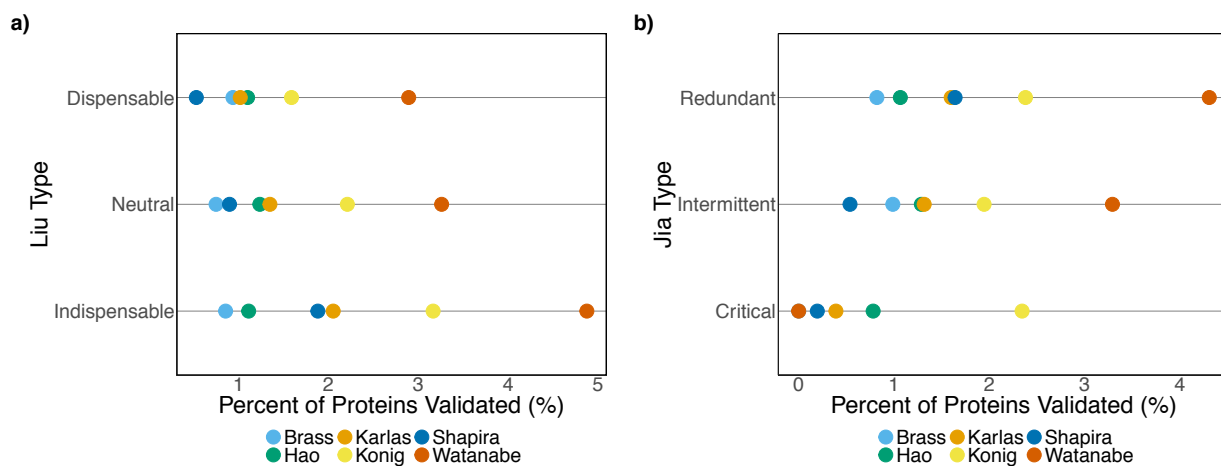 a)
Liu Type
Dispensable
Neutral
Indispensable
1 2 3 4 5
Percent of Proteins Validated (%)
Brass Karlas Shapira
Hao Konig Watanabe
b)
Jia Type
Redundant
Intermittent
Critical
0 1 2 3 4
Percent of Proteins Validated (%)
Brass Karlas Shapira
Hao Konig Watanabe